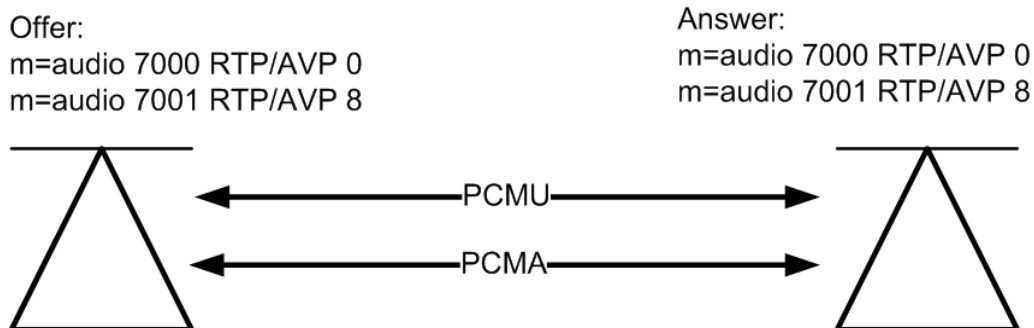 Offer:
m=audio 7000 RTP/AVP 0
m=audio 7001 RTP/AVP 8
Answer:
m=audio 7000 RTP/AVP 0
m=audio 7001 RTP/AVP 8
PCMU
PCMA